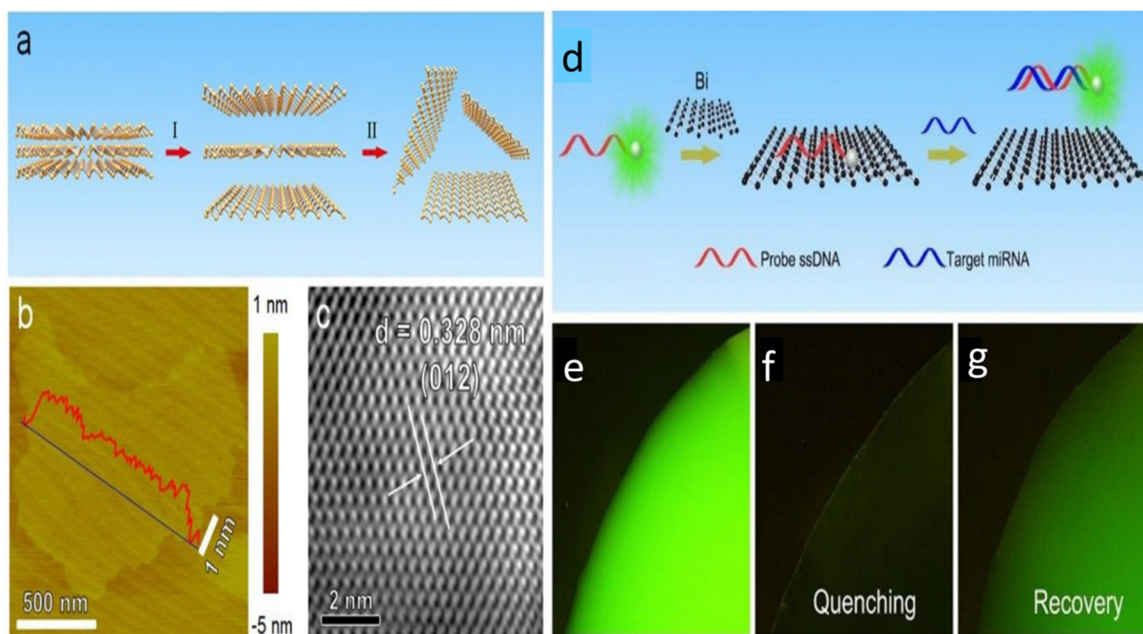 a
I
II
b
1 nm
-5 nm
1 nm
500 nm
c
d = 0.328 nm
(012)
2 nm
d
Bi
Probe ssDNA
Target miRNA
e
f
Quenching
g
Recovery